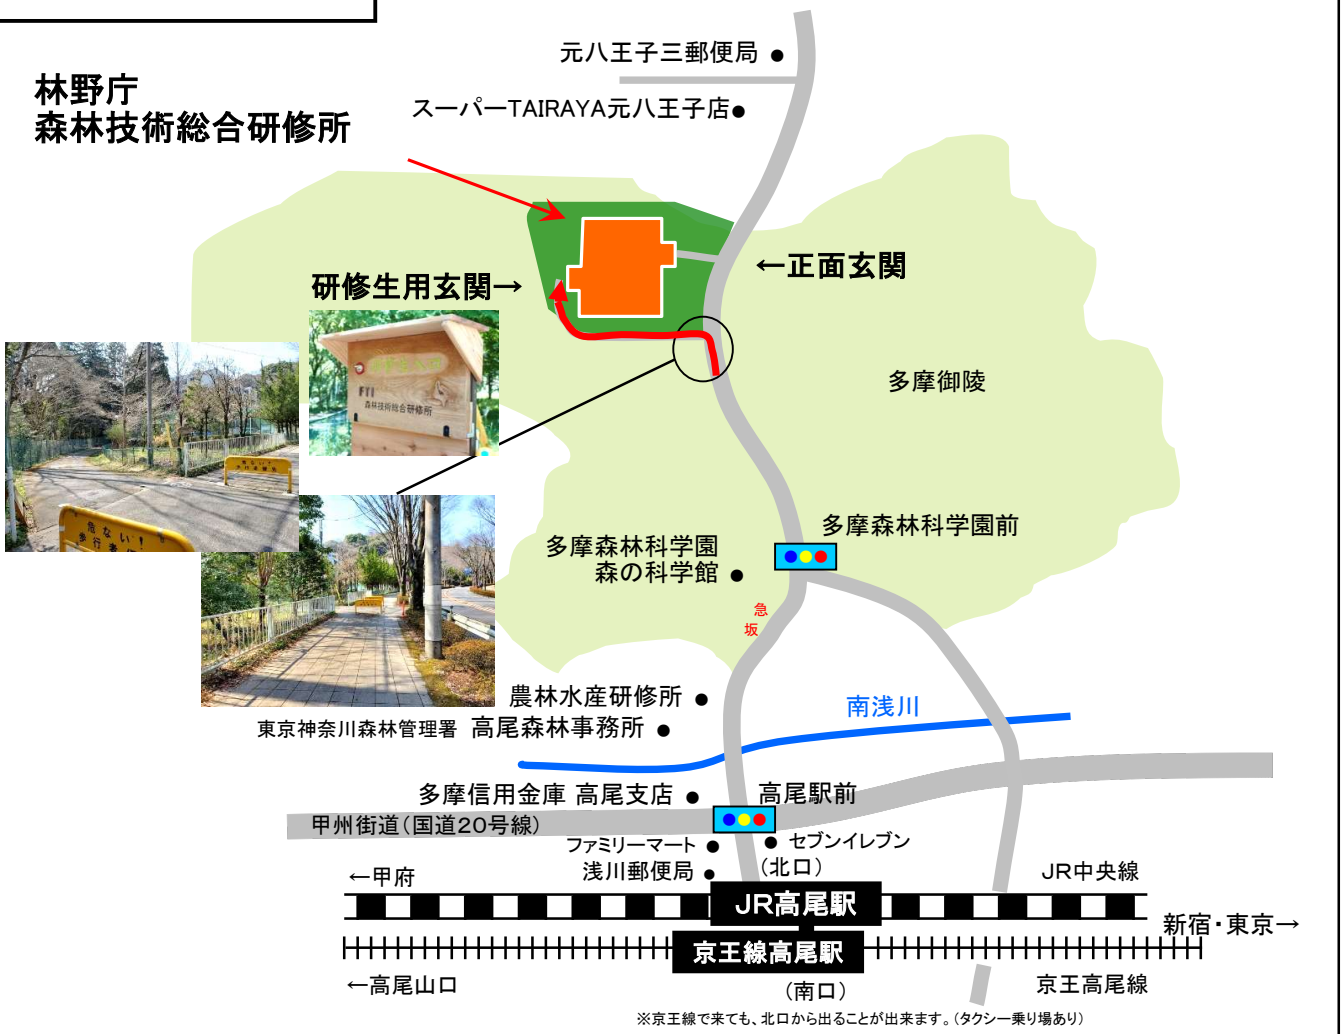 元八王子三郵便局
林野庁
森林技術総合研修所
スーパーTAIRAYA元八王子店
←正面玄関
研修生用玄関→
FTI
森林技術総合研修所
多摩御陵
危ない!
危ない!
多摩森林科学園前
多摩森林科学園
森の科学館
急
坂
農林水産研修所
南浅川
東京神奈川森林管理署 高尾森林事務所
多摩信用金庫 高尾支店
高尾駅前
甲州街道(国道20号線)
ファミリーマート
セブンイレブン
浅川郵便局
(北口)
←甲府
JR中央線
JR高尾駅
新宿・東京→
京王線高尾駅
←高尾山口
(南口)
京王高尾線
※京王線で来ても、北口から出ることが出来ます。(タクシー乗り場あり)